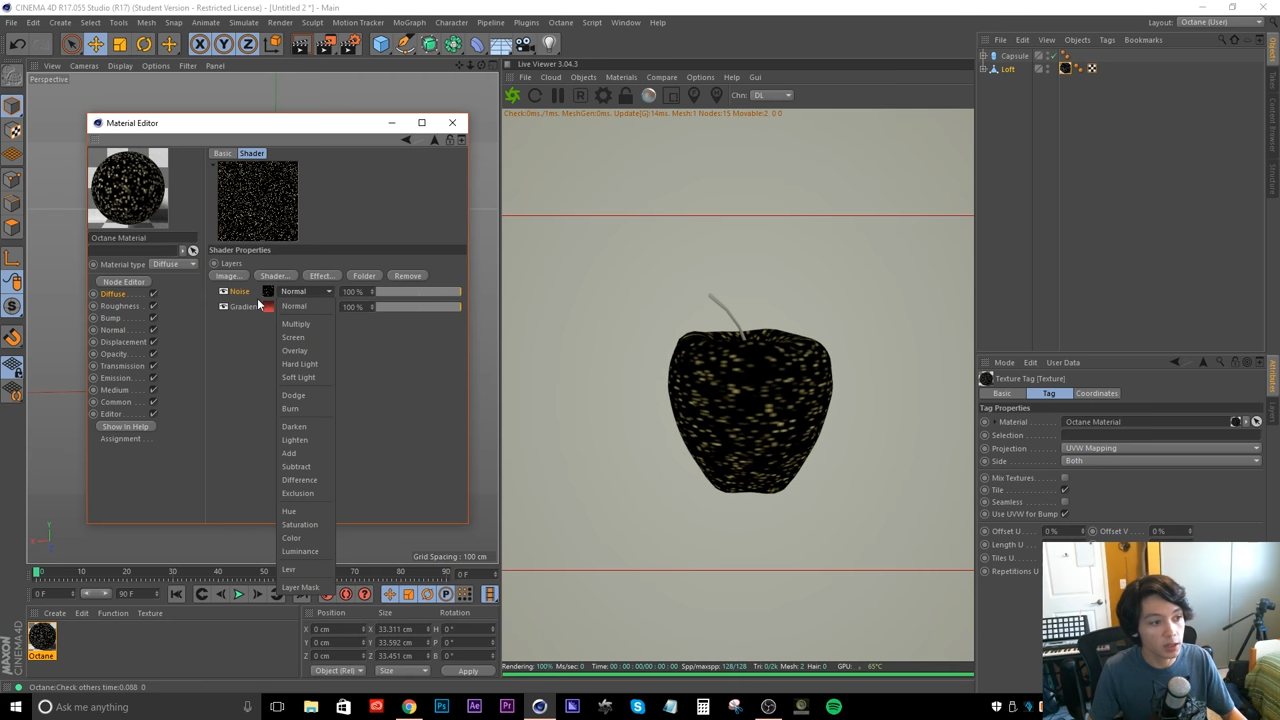 CINEMA 4D R17.055 Studio (R17) (Student Version - Restricted License) - [Untitled 2 *] - Main
File Edit Create Select Tools Mesh Snap Animate Simulate Render Sculpt Motion Tracker MoGraph Character Pipeline Plugins Octane Script Window Help
Layout: Octane (User)
X Y Z
View Cameras Display Options Filter Panel
Perspective
Live Viewer 3.04.3
File Cloud Objects Materials Compare Options Help Gui
Chn: DL
Check:0ms./1ms. MeshGen:0ms. Update[G]:14ms. Mesh:1 Nodes:15 Movable:2 0 0
Material Editor
Basic Shader
Octane Material
Material type Diffuse
Node Editor
Diffuse
Roughness
Bump
Normal
Displacement
Opacity
Transmission
Emission
Medium
Common
Editor
Show In Help
Assignment
Shader Properties
Layers
Image... Shader... Effect... Folder Remove
Noise Normal 100 %
Gradien 100 %
Normal
Multiply
Screen
Overlay
Hard Light
Soft Light
Dodge
Burn
Darken
Lighten
Add
Subtract
Difference
Exclusion
Hue
Saturation
Color
Luminance
Levr
Layer Mask
Grid Spacing : 100 cm
0 10 20 30 70 80 90 0 F
0 F 90 F
Create Edit Function Texture
Octane
Position Size Rotation
X 0 cm X 33.311 cm H 0 °
Y 0 cm Y 33.592 cm P 0 °
Z 0 cm Z 33.451 cm B 0 °
Object (Rel) Size Apply
Rendering: 100% Ms/sec: 0 Time: 00 : 00 : 00/00 : 00 : 00 Spp/maxspp: 128/128 Tri: 0/2k Mesh: 2 Hair: 0 GPU: 65°C
Octane:Check others time:0.088 0
MAXON CINEMA 4D
Ask me anything
File Edit View Objects Tags Bookmarks
Capsule
Loft
Objects
Takes
Content Browser
Structure
Mode Edit User Data
Texture Tag [Texture]
Basic Tag Coordinates
Tag Properties
Material Octane Material
Selection
Projection UVW Mapping
Side Both
Mix Textures
Tile
Seamless
Use UVW for Bump
Offset U 0 % Offset V 0 %
Length U
Tiles U
Repetitions U
Attributes
Layers